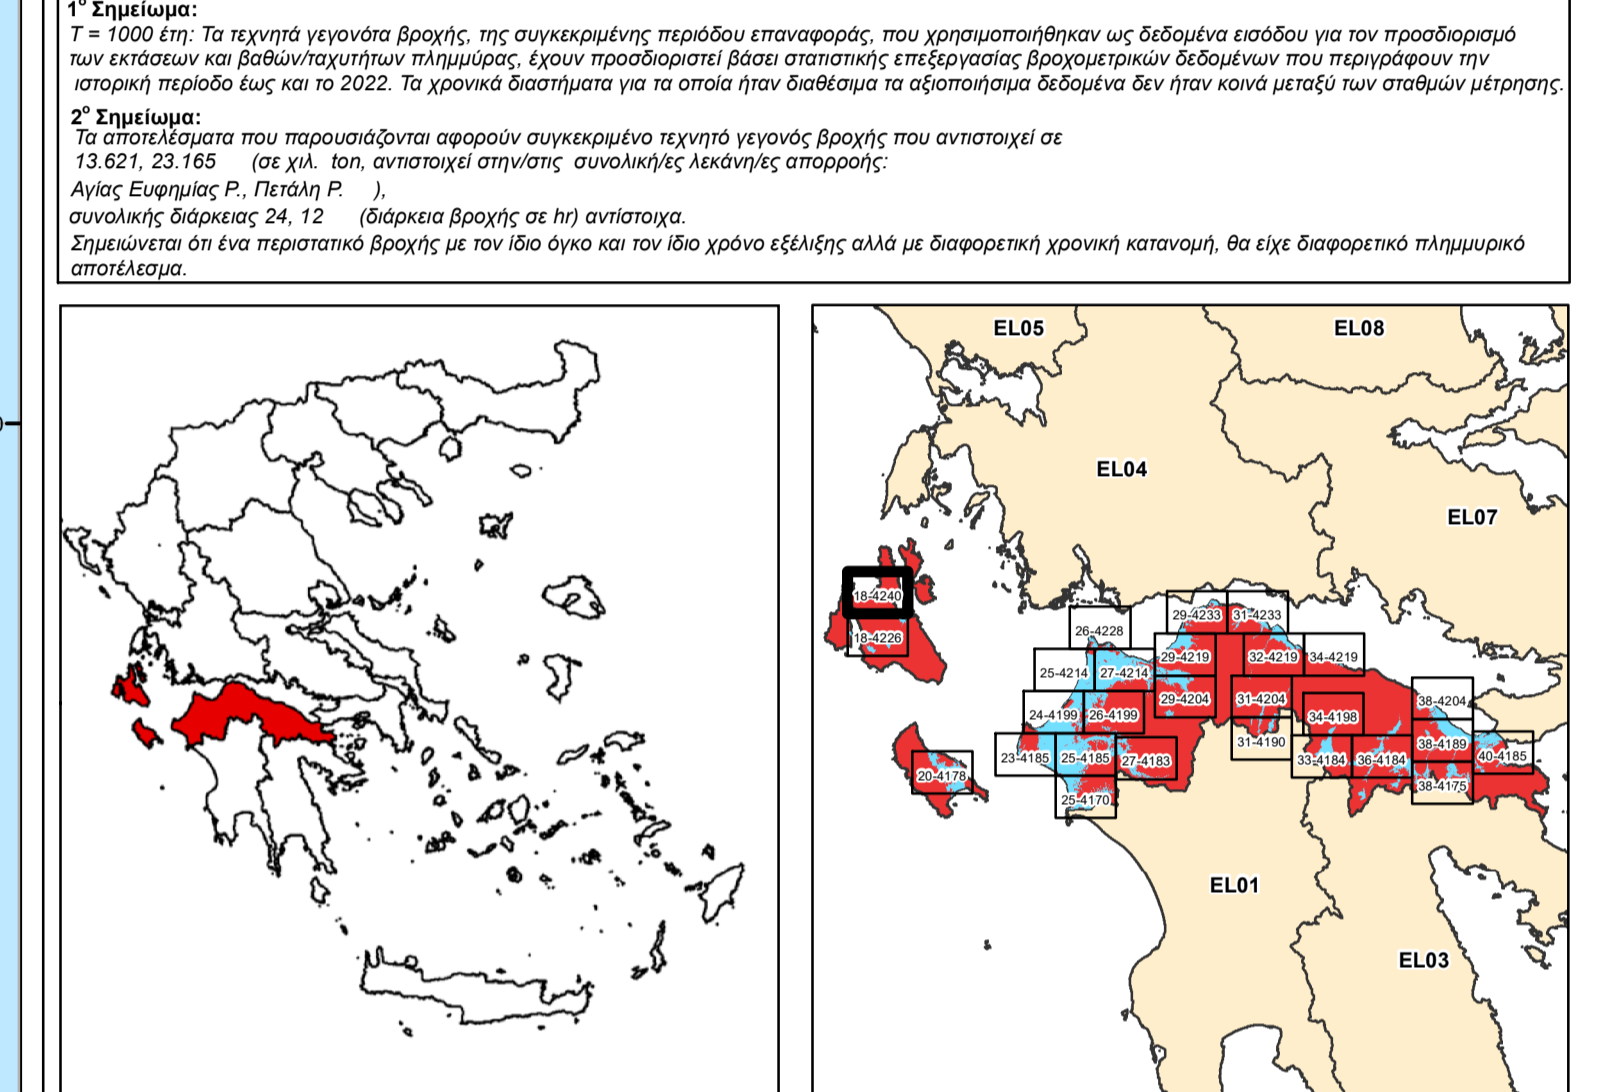 1ο Σημείωμα:
T = 1000 έτη: Τα τεχνητά γεγονότα βροχής, της συγκεκριμένης περιόδου επαναφοράς, που χρησιμοποιήθηκαν ως δεδομένα εισόδου για τον προσδιορισμό
των εκτάσεων και βαθών/ταχυτήτων πλημμύρας, έχουν προσδιοριστεί βάσει στατιστικής επεξεργασίας βροχομετρικών δεδομένων που περιγράφουν την
ιστορική περίοδο έως και το 2022. Τα χρονικά διαστήματα για τα οποία ήταν διαθέσιμα τα αξιοποιήσιμα δεδομένα δεν ήταν κοινά μεταξύ των σταθμών μέτρησης.
2ο Σημείωμα:
Τα αποτελέσματα που παρουσιάζονται αφορούν συγκεκριμένο τεχνητό γεγονός βροχής που αντιστοιχεί σε
13.621, 23.165 (σε χιλ. ton, αντιστοιχεί στην/στις συνολική/ες λεκάνη/ες απορροής:
Αγίας Ευφημίας Ρ., Πετάλη Ρ. ),
συνολικής διάρκειας 24, 12 (διάρκεια βροχής σε hr) αντίστοιχα.
Σημειώνεται ότι ένα περιστατικό βροχής με τον ίδιο όγκο και τον ίδιο χρόνο εξέλιξης αλλά με διαφορετική χρονική κατανομή, θα είχε διαφορετικό πλημμυρικό
αποτέλεσμα.
EL05
EL08
EL04
EL07
18-4240
18-4226
26-4228
29-4233
31-4233
25-4214
27-4214
29-4219
32-4219
34-4219
24-4199
26-4199
29-4204
31-4204
34-4198
38-4204
23-4185
25-4185
27-4183
31-4190
33-4184
36-4184
38-4189
40-4185
20-4178
25-4170
38-4175
EL01
EL03